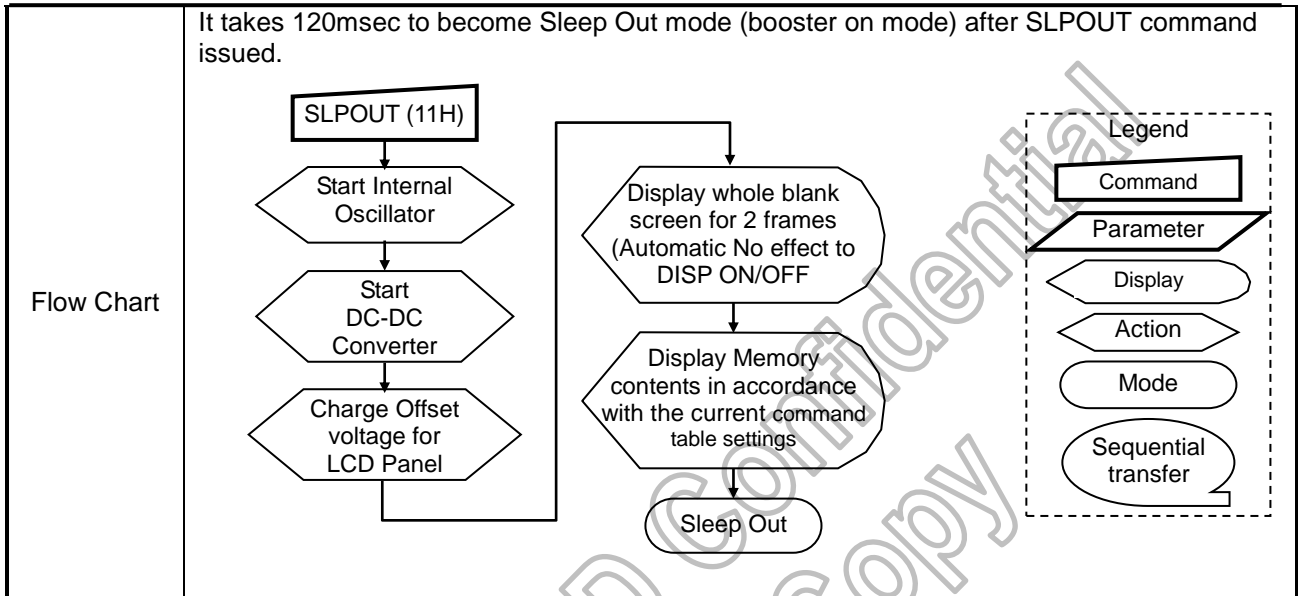 It takes 120msec to become Sleep Out mode (booster on mode) after SLPOUT command
issued.
Flow Chart
SLPOUT (11H)
Start Internal
Oscillator
Start
DC-DC
Converter
Charge Offset
voltage for
LCD Panel
Display whole blank
screen for 2 frames
(Automatic No effect to
DISP ON/OFF
Display Memory
contents in accordance
with the current command
table settings
Sleep Out
Legend
Command
Parameter
Display
Action
Mode
Sequential
transfer
Confidential
Copy